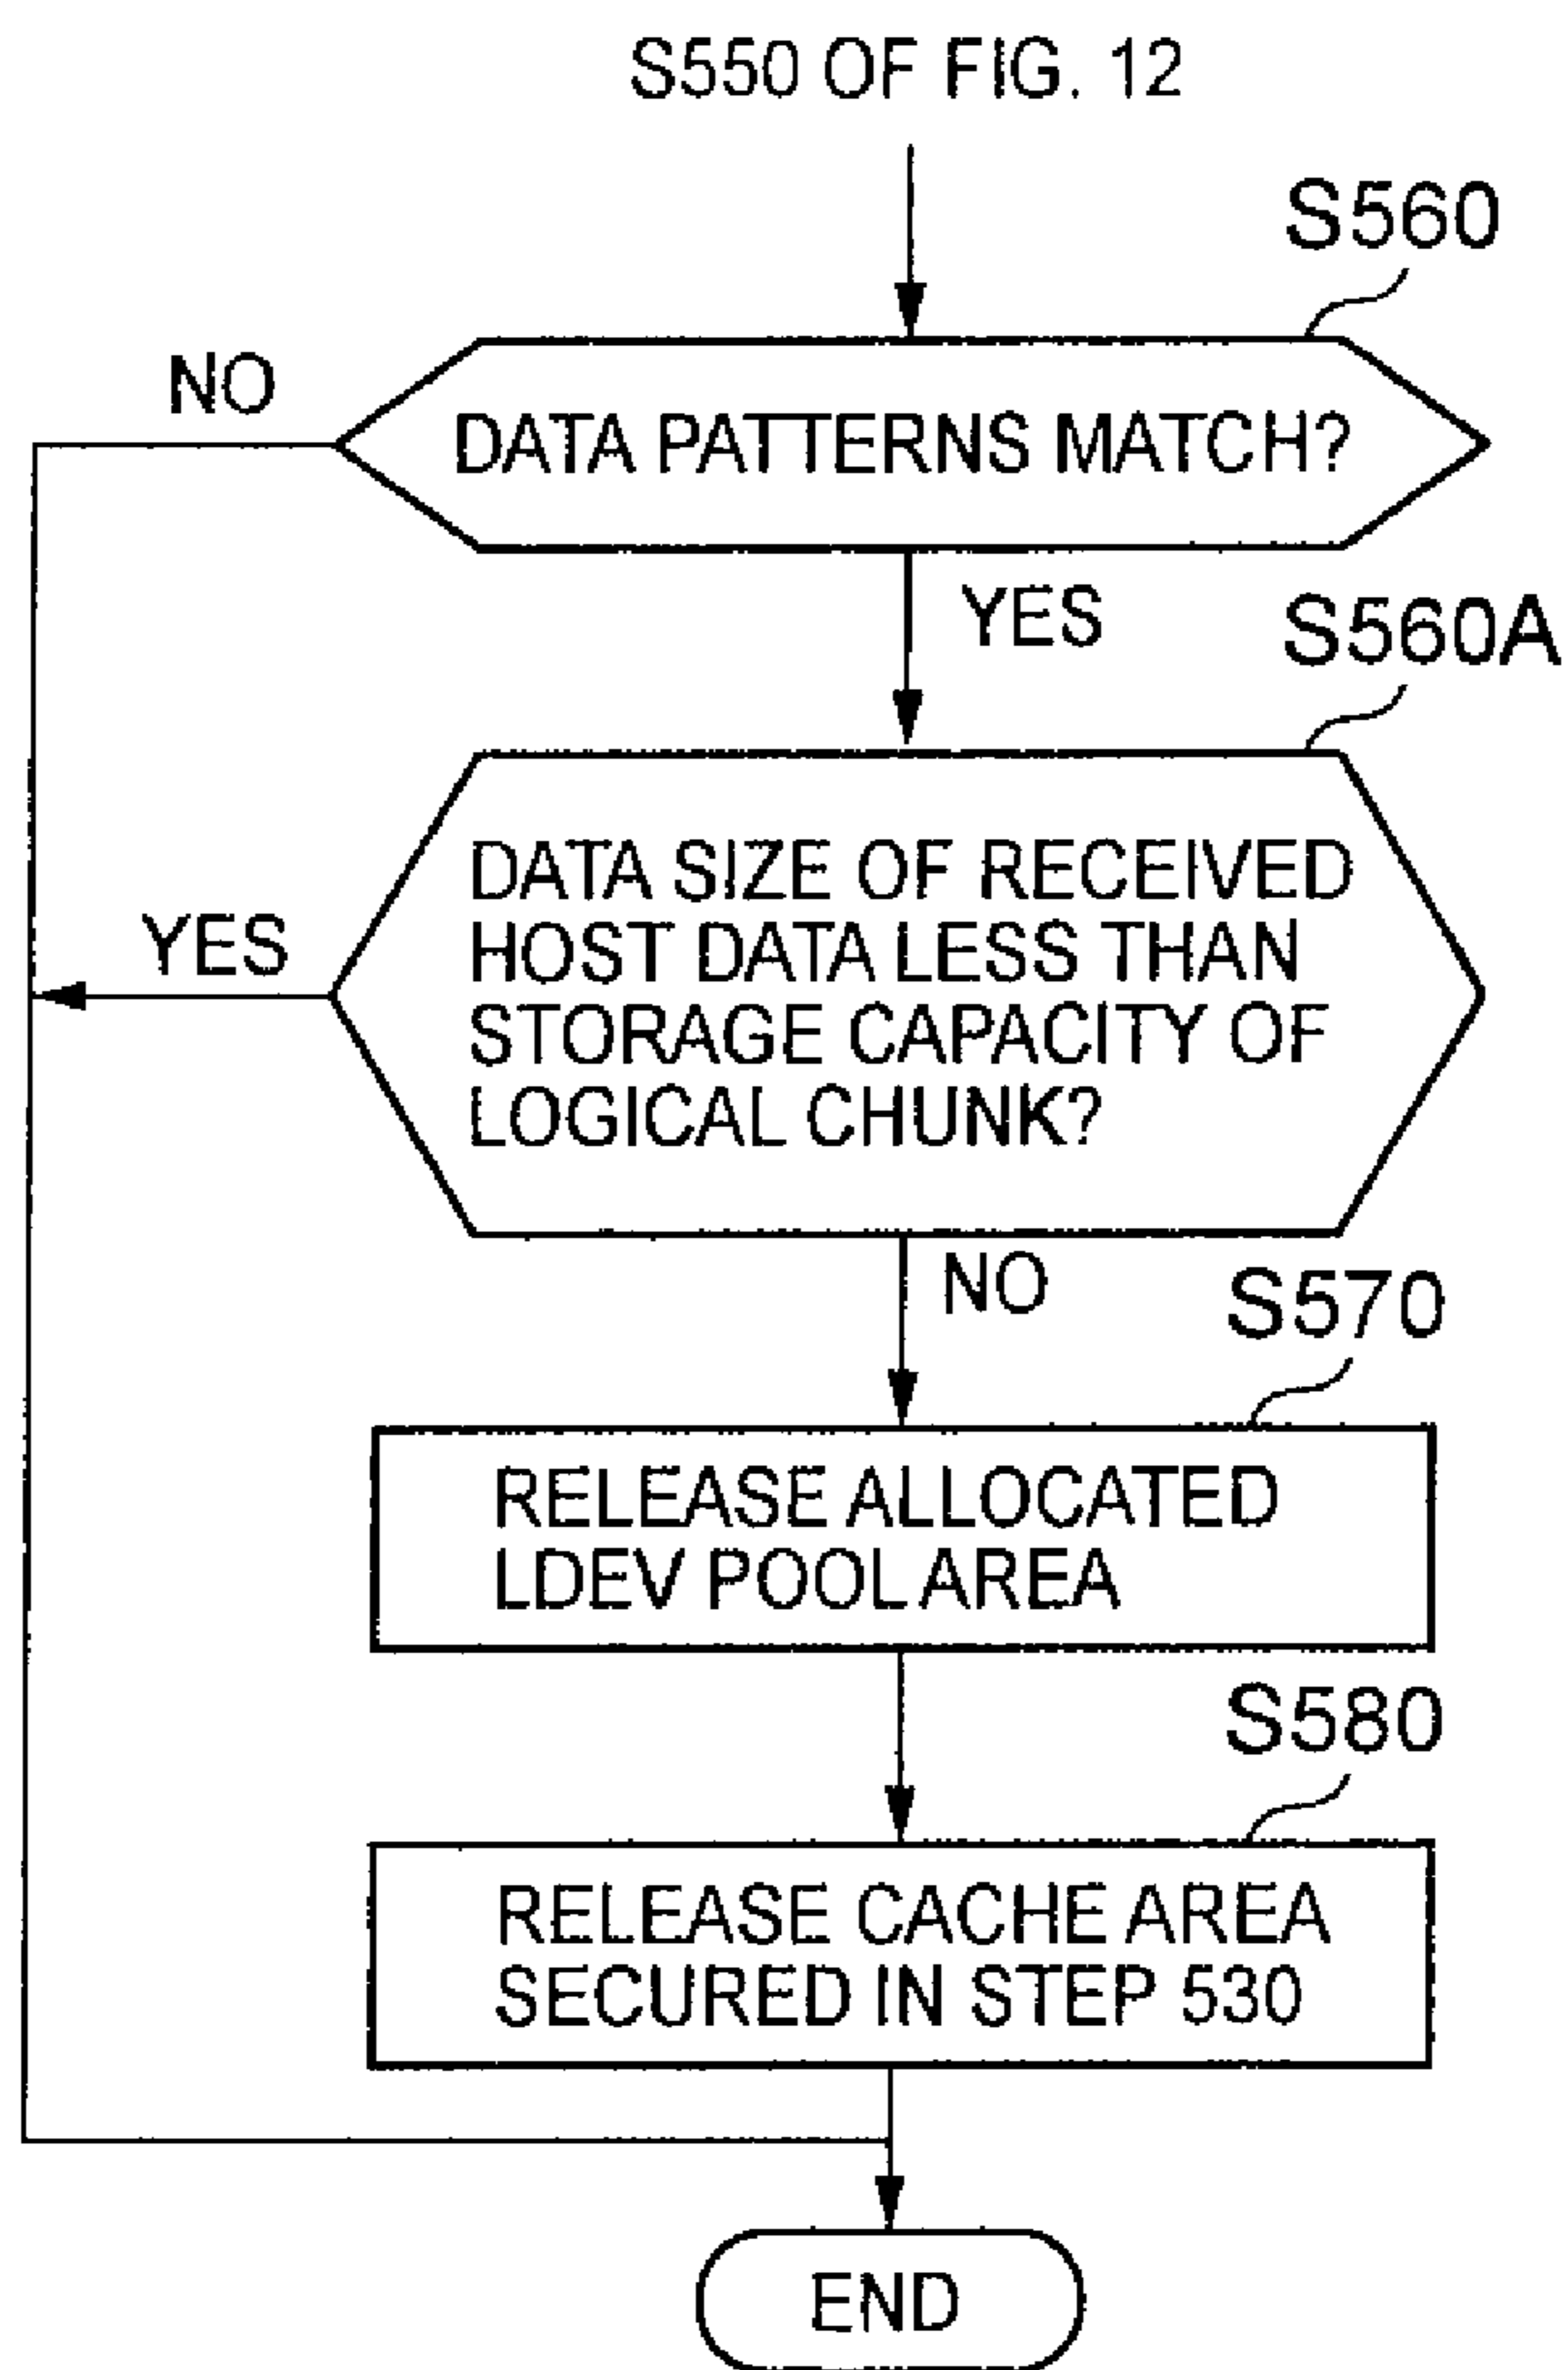 S550 OF FIG. 12
S560
NO
DATA PATTERNS MATCH?
YES
S560A
DATA SIZE OF RECEIVED
HOST DATA LESS THAN
STORAGE CAPACITY OF
LOGICAL CHUNK?
YES
NO
S570
RELEASE ALLOCATED
LDEV POOL AREA
S580
RELEASE CACHE AREA
SECURED IN STEP 530
END